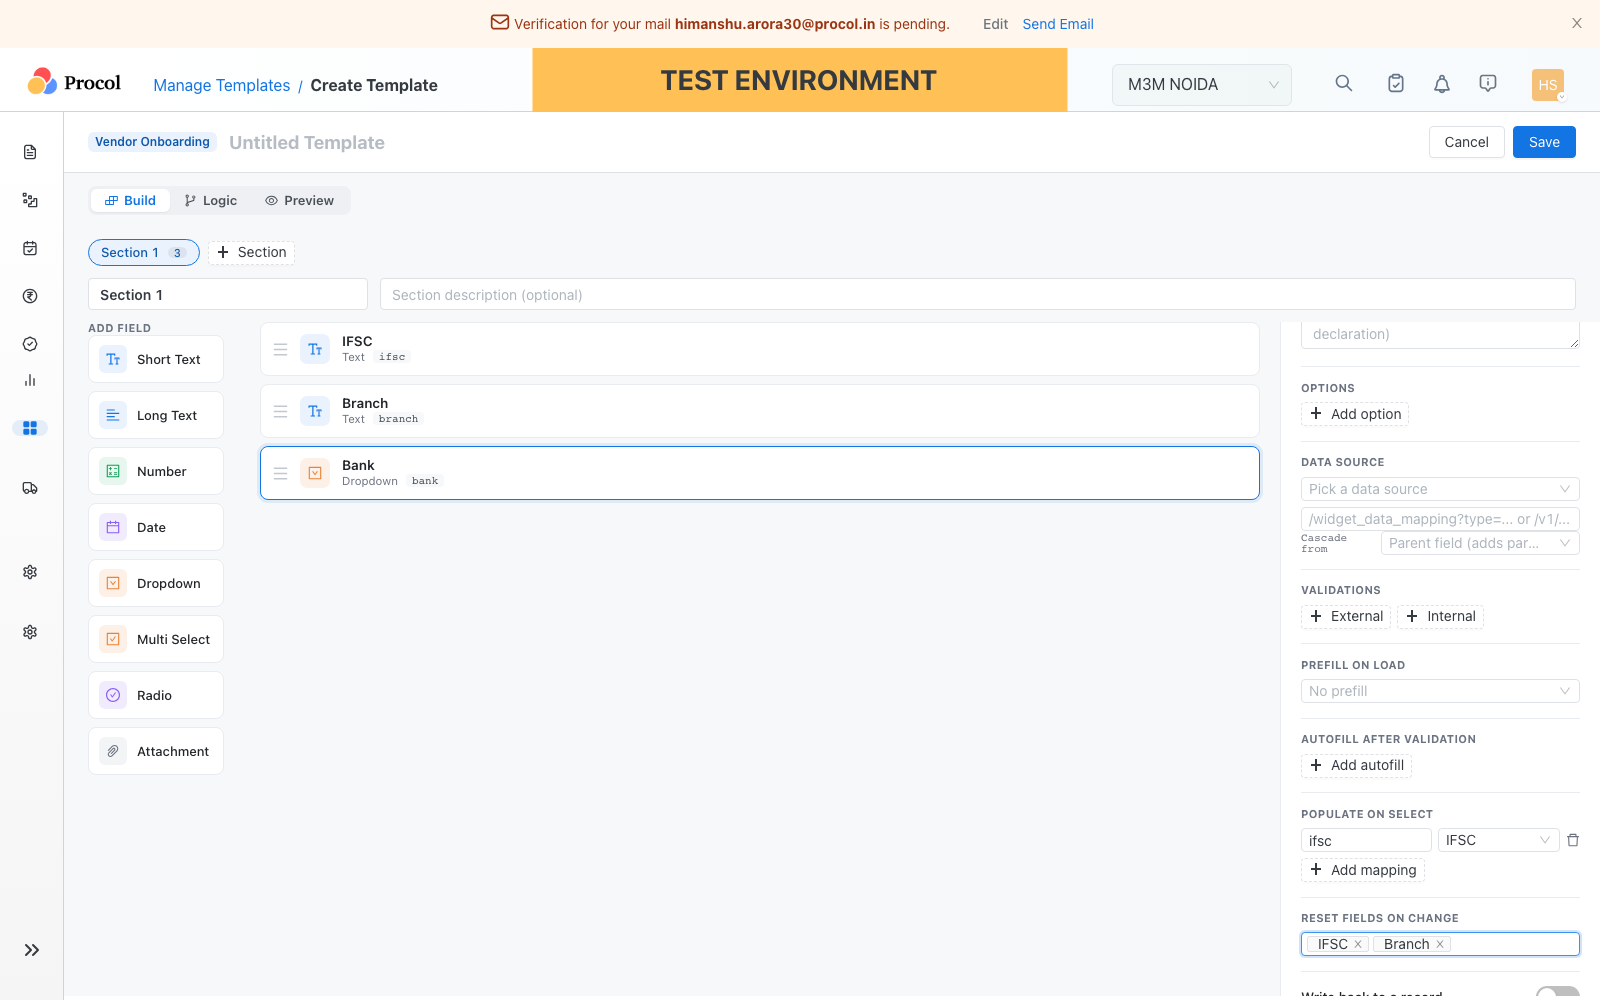 Verification for your mail himanshu.arora30@procol.in is pending. Edit Send Email
Procol
Manage Templates / Create Template
TEST ENVIRONMENT
M3M NOIDA
HS
Vendor Onboarding
Untitled Template
Cancel
Save
Build
Logic
Preview
Section 1 3
+ Section
Section 1
Section description (optional)
ADD FIELD
Short Text
Long Text
Number
Date
Dropdown
Multi Select
Radio
Attachment
IFSC
Text ifsc
Branch
Text branch
Bank
Dropdown bank
declaration)
OPTIONS
+ Add option
DATA SOURCE
Pick a data source
/widget_data_mapping?type=... or /v1/...
Cascade from
Parent field (adds par...
VALIDATIONS
+ External + Internal
PREFILL ON LOAD
No prefill
AUTOFILL AFTER VALIDATION
+ Add autofill
POPULATE ON SELECT
ifsc IFSC
+ Add mapping
RESET FIELDS ON CHANGE
IFSC Branch
Write back to a record